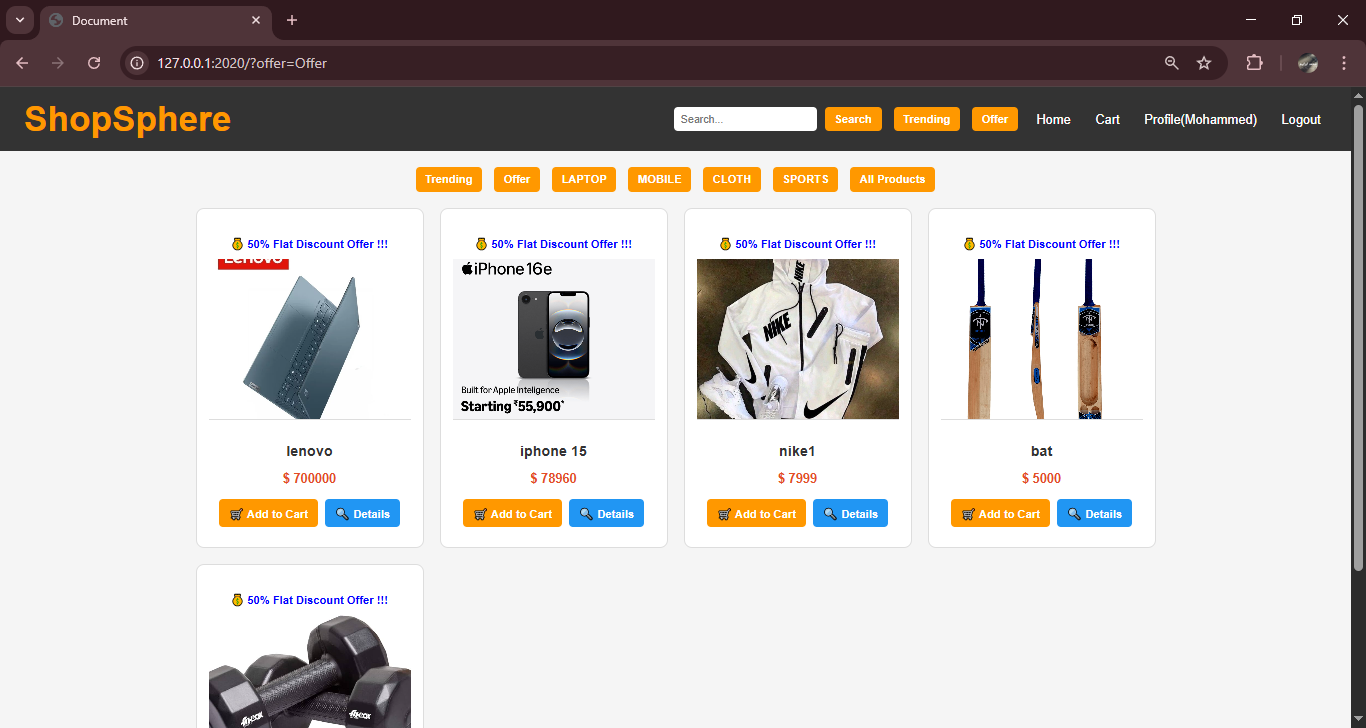 Document
127.0.0.1:2020/?offer=Offer
ShopSphere
Search... Search Trending Offer Home Cart Profile(Mohammed) Logout
Trending Offer LAPTOP MOBILE CLOTH SPORTS All Products
50% Flat Discount Offer !!! 50% Flat Discount Offer !!! 50% Flat Discount Offer !!! 50% Flat Discount Offer !!!
Lenovo
iPhone 16e
NIKE
NIKE
Built for Apple Inteligence
Starting ₹55,900*
lenovo iphone 15 nike1 bat
$ 700000 $ 78960 $ 7999 $ 5000
Add to Cart Details Add to Cart Details Add to Cart Details Add to Cart Details
50% Flat Discount Offer !!!